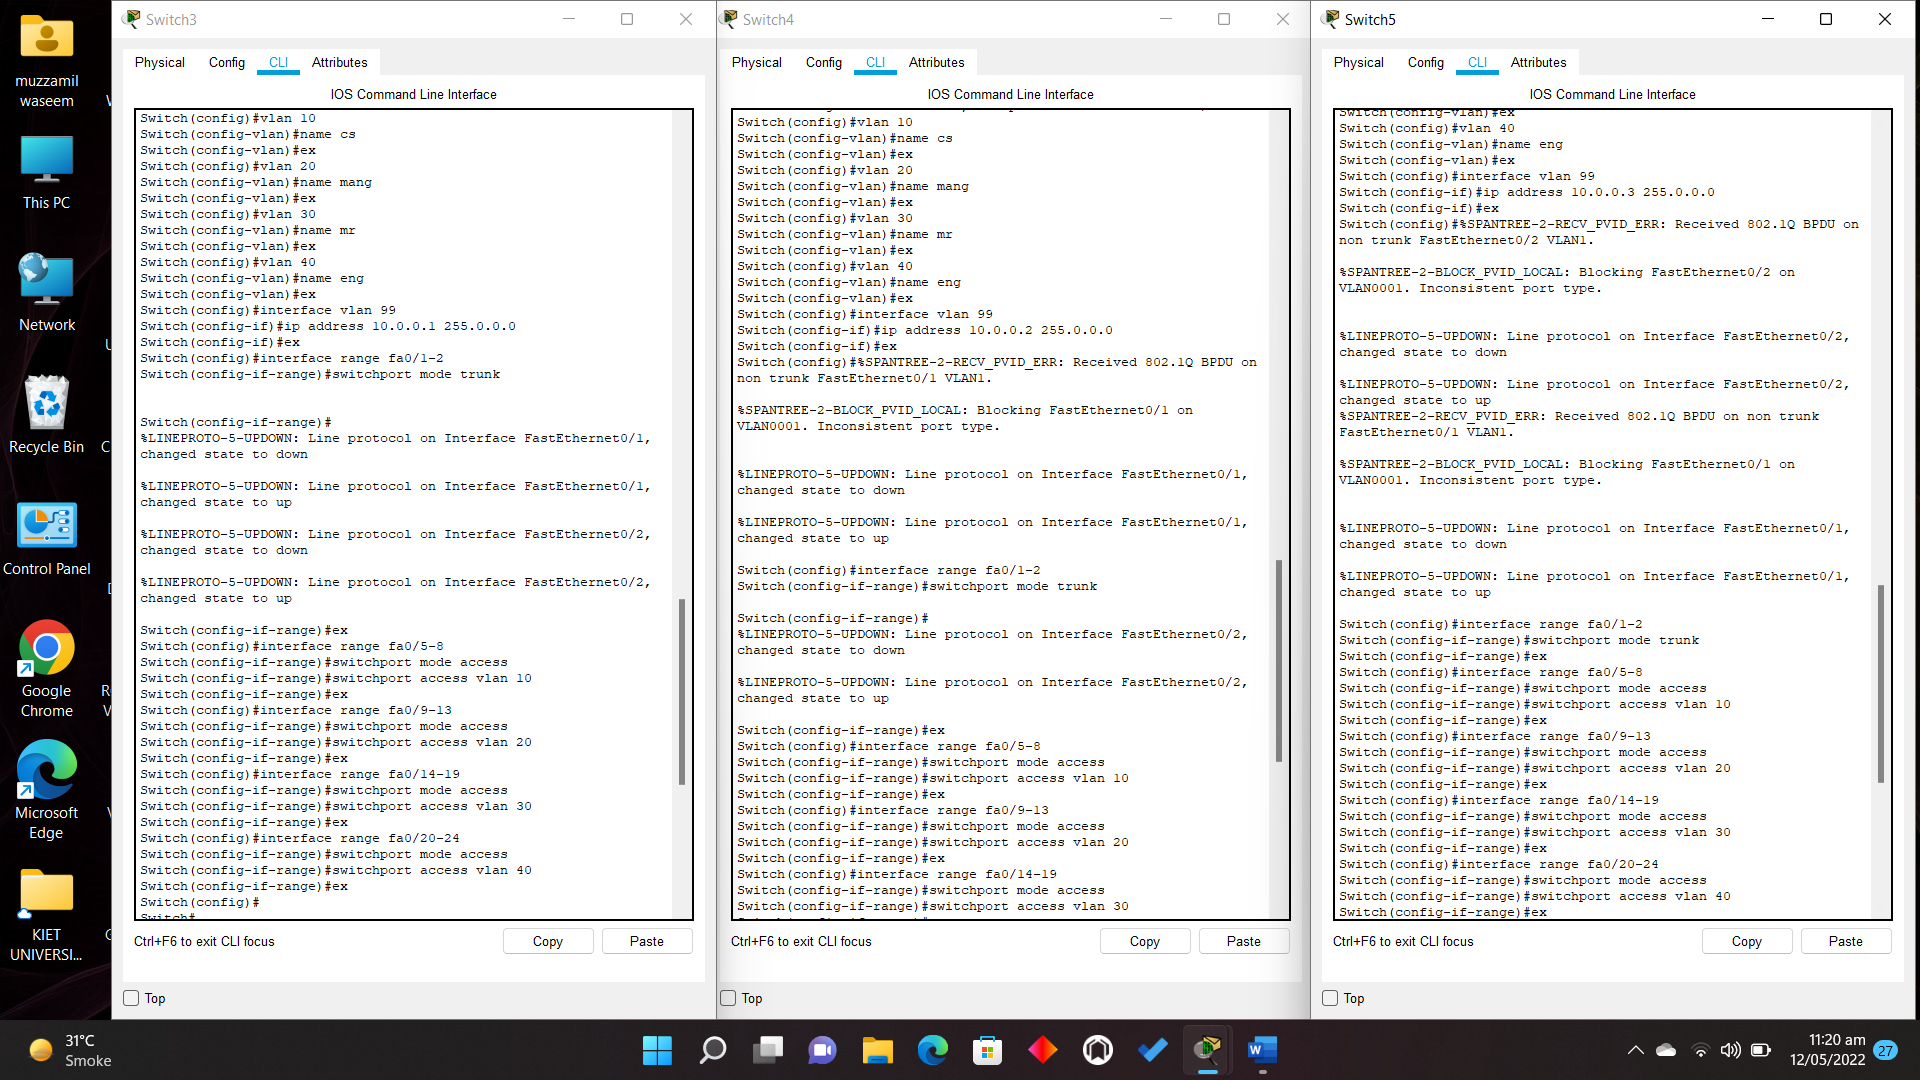 muzzamil
waseem
This PC
Network
Recycle Bin
Control Panel
Google
Chrome
Microsoft
Edge
KIET
UNIVERSI...
Switch3
Physical Config CLI Attributes
IOS Command Line Interface
Switch(config)#vlan 10
Switch(config-vlan)#name cs
Switch(config-vlan)#ex
Switch(config)#vlan 20
Switch(config-vlan)#name mang
Switch(config-vlan)#ex
Switch(config)#vlan 30
Switch(config-vlan)#name mr
Switch(config-vlan)#ex
Switch(config)#vlan 40
Switch(config-vlan)#name eng
Switch(config-vlan)#ex
Switch(config)#interface vlan 99
Switch(config-if)#ip address 10.0.0.1 255.0.0.0
Switch(config-if)#ex
Switch(config)#interface range fa0/1-2
Switch(config-if-range)#switchport mode trunk
Switch(config-if-range)#
%LINEPROTO-5-UPDOWN: Line protocol on Interface FastEthernet0/1,
changed state to down
%LINEPROTO-5-UPDOWN: Line protocol on Interface FastEthernet0/1,
changed state to up
%LINEPROTO-5-UPDOWN: Line protocol on Interface FastEthernet0/2,
changed state to down
%LINEPROTO-5-UPDOWN: Line protocol on Interface FastEthernet0/2,
changed state to up
Switch(config-if-range)#ex
Switch(config)#interface range fa0/5-8
Switch(config-if-range)#switchport mode access
Switch(config-if-range)#switchport access vlan 10
Switch(config-if-range)#ex
Switch(config)#interface range fa0/9-13
Switch(config-if-range)#switchport mode access
Switch(config-if-range)#switchport access vlan 20
Switch(config-if-range)#ex
Switch(config)#interface range fa0/14-19
Switch(config-if-range)#switchport mode access
Switch(config-if-range)#switchport access vlan 30
Switch(config-if-range)#ex
Switch(config)#interface range fa0/20-24
Switch(config-if-range)#switchport mode access
Switch(config-if-range)#switchport access vlan 40
Switch(config-if-range)#ex
Switch(config)#
Switch#
Ctrl+F6 to exit CLI focus
Copy Paste
Top
Switch4
Physical Config CLI Attributes
IOS Command Line Interface
Switch(config)#vlan 10
Switch(config-vlan)#name cs
Switch(config-vlan)#ex
Switch(config)#vlan 20
Switch(config-vlan)#name mang
Switch(config-vlan)#ex
Switch(config)#vlan 30
Switch(config-vlan)#name mr
Switch(config-vlan)#ex
Switch(config)#vlan 40
Switch(config-vlan)#name eng
Switch(config-vlan)#ex
Switch(config)#interface vlan 99
Switch(config-if)#ip address 10.0.0.2 255.0.0.0
Switch(config-if)#ex
Switch(config)#%SPANTREE-2-RECV_PVID_ERR: Received 802.1Q BPDU on
non trunk FastEthernet0/1 VLAN1.
%SPANTREE-2-BLOCK_PVID_LOCAL: Blocking FastEthernet0/1 on
VLAN0001. Inconsistent port type.
%LINEPROTO-5-UPDOWN: Line protocol on Interface FastEthernet0/1,
changed state to down
%LINEPROTO-5-UPDOWN: Line protocol on Interface FastEthernet0/1,
changed state to up
Switch(config)#interface range fa0/1-2
Switch(config-if-range)#switchport mode trunk
Switch(config-if-range)#
%LINEPROTO-5-UPDOWN: Line protocol on Interface FastEthernet0/2,
changed state to down
%LINEPROTO-5-UPDOWN: Line protocol on Interface FastEthernet0/2,
changed state to up
Switch(config-if-range)#ex
Switch(config)#interface range fa0/5-8
Switch(config-if-range)#switchport mode access
Switch(config-if-range)#switchport access vlan 10
Switch(config-if-range)#ex
Switch(config)#interface range fa0/9-13
Switch(config-if-range)#switchport mode access
Switch(config-if-range)#switchport access vlan 20
Switch(config-if-range)#ex
Switch(config)#interface range fa0/14-19
Switch(config-if-range)#switchport mode access
Switch(config-if-range)#switchport access vlan 30
Ctrl+F6 to exit CLI focus
Copy Paste
Top
Switch5
Physical Config CLI Attributes
IOS Command Line Interface
Switch(config-vlan)#ex
Switch(config)#vlan 40
Switch(config-vlan)#name eng
Switch(config-vlan)#ex
Switch(config)#interface vlan 99
Switch(config-if)#ip address 10.0.0.3 255.0.0.0
Switch(config-if)#ex
Switch(config)#%SPANTREE-2-RECV_PVID_ERR: Received 802.1Q BPDU on
non trunk FastEthernet0/2 VLAN1.
%SPANTREE-2-BLOCK_PVID_LOCAL: Blocking FastEthernet0/2 on
VLAN0001. Inconsistent port type.
%LINEPROTO-5-UPDOWN: Line protocol on Interface FastEthernet0/2,
changed state to down
%LINEPROTO-5-UPDOWN: Line protocol on Interface FastEthernet0/2,
changed state to up
%SPANTREE-2-RECV_PVID_ERR: Received 802.1Q BPDU on non trunk
FastEthernet0/1 VLAN1.
%SPANTREE-2-BLOCK_PVID_LOCAL: Blocking FastEthernet0/1 on
VLAN0001. Inconsistent port type.
%LINEPROTO-5-UPDOWN: Line protocol on Interface FastEthernet0/1,
changed state to down
%LINEPROTO-5-UPDOWN: Line protocol on Interface FastEthernet0/1,
changed state to up
Switch(config)#interface range fa0/1-2
Switch(config-if-range)#switchport mode trunk
Switch(config-if-range)#ex
Switch(config)#interface range fa0/5-8
Switch(config-if-range)#switchport mode access
Switch(config-if-range)#switchport access vlan 10
Switch(config-if-range)#ex
Switch(config)#interface range fa0/9-13
Switch(config-if-range)#switchport mode access
Switch(config-if-range)#switchport access vlan 20
Switch(config-if-range)#ex
Switch(config)#interface range fa0/14-19
Switch(config-if-range)#switchport mode access
Switch(config-if-range)#switchport access vlan 30
Switch(config-if-range)#ex
Switch(config)#interface range fa0/20-24
Switch(config-if-range)#switchport mode access
Switch(config-if-range)#switchport access vlan 40
Switch(config-if-range)#ex
Ctrl+F6 to exit CLI focus
Copy Paste
Top
31°C
Smoke
11:20 am
12/05/2022
27